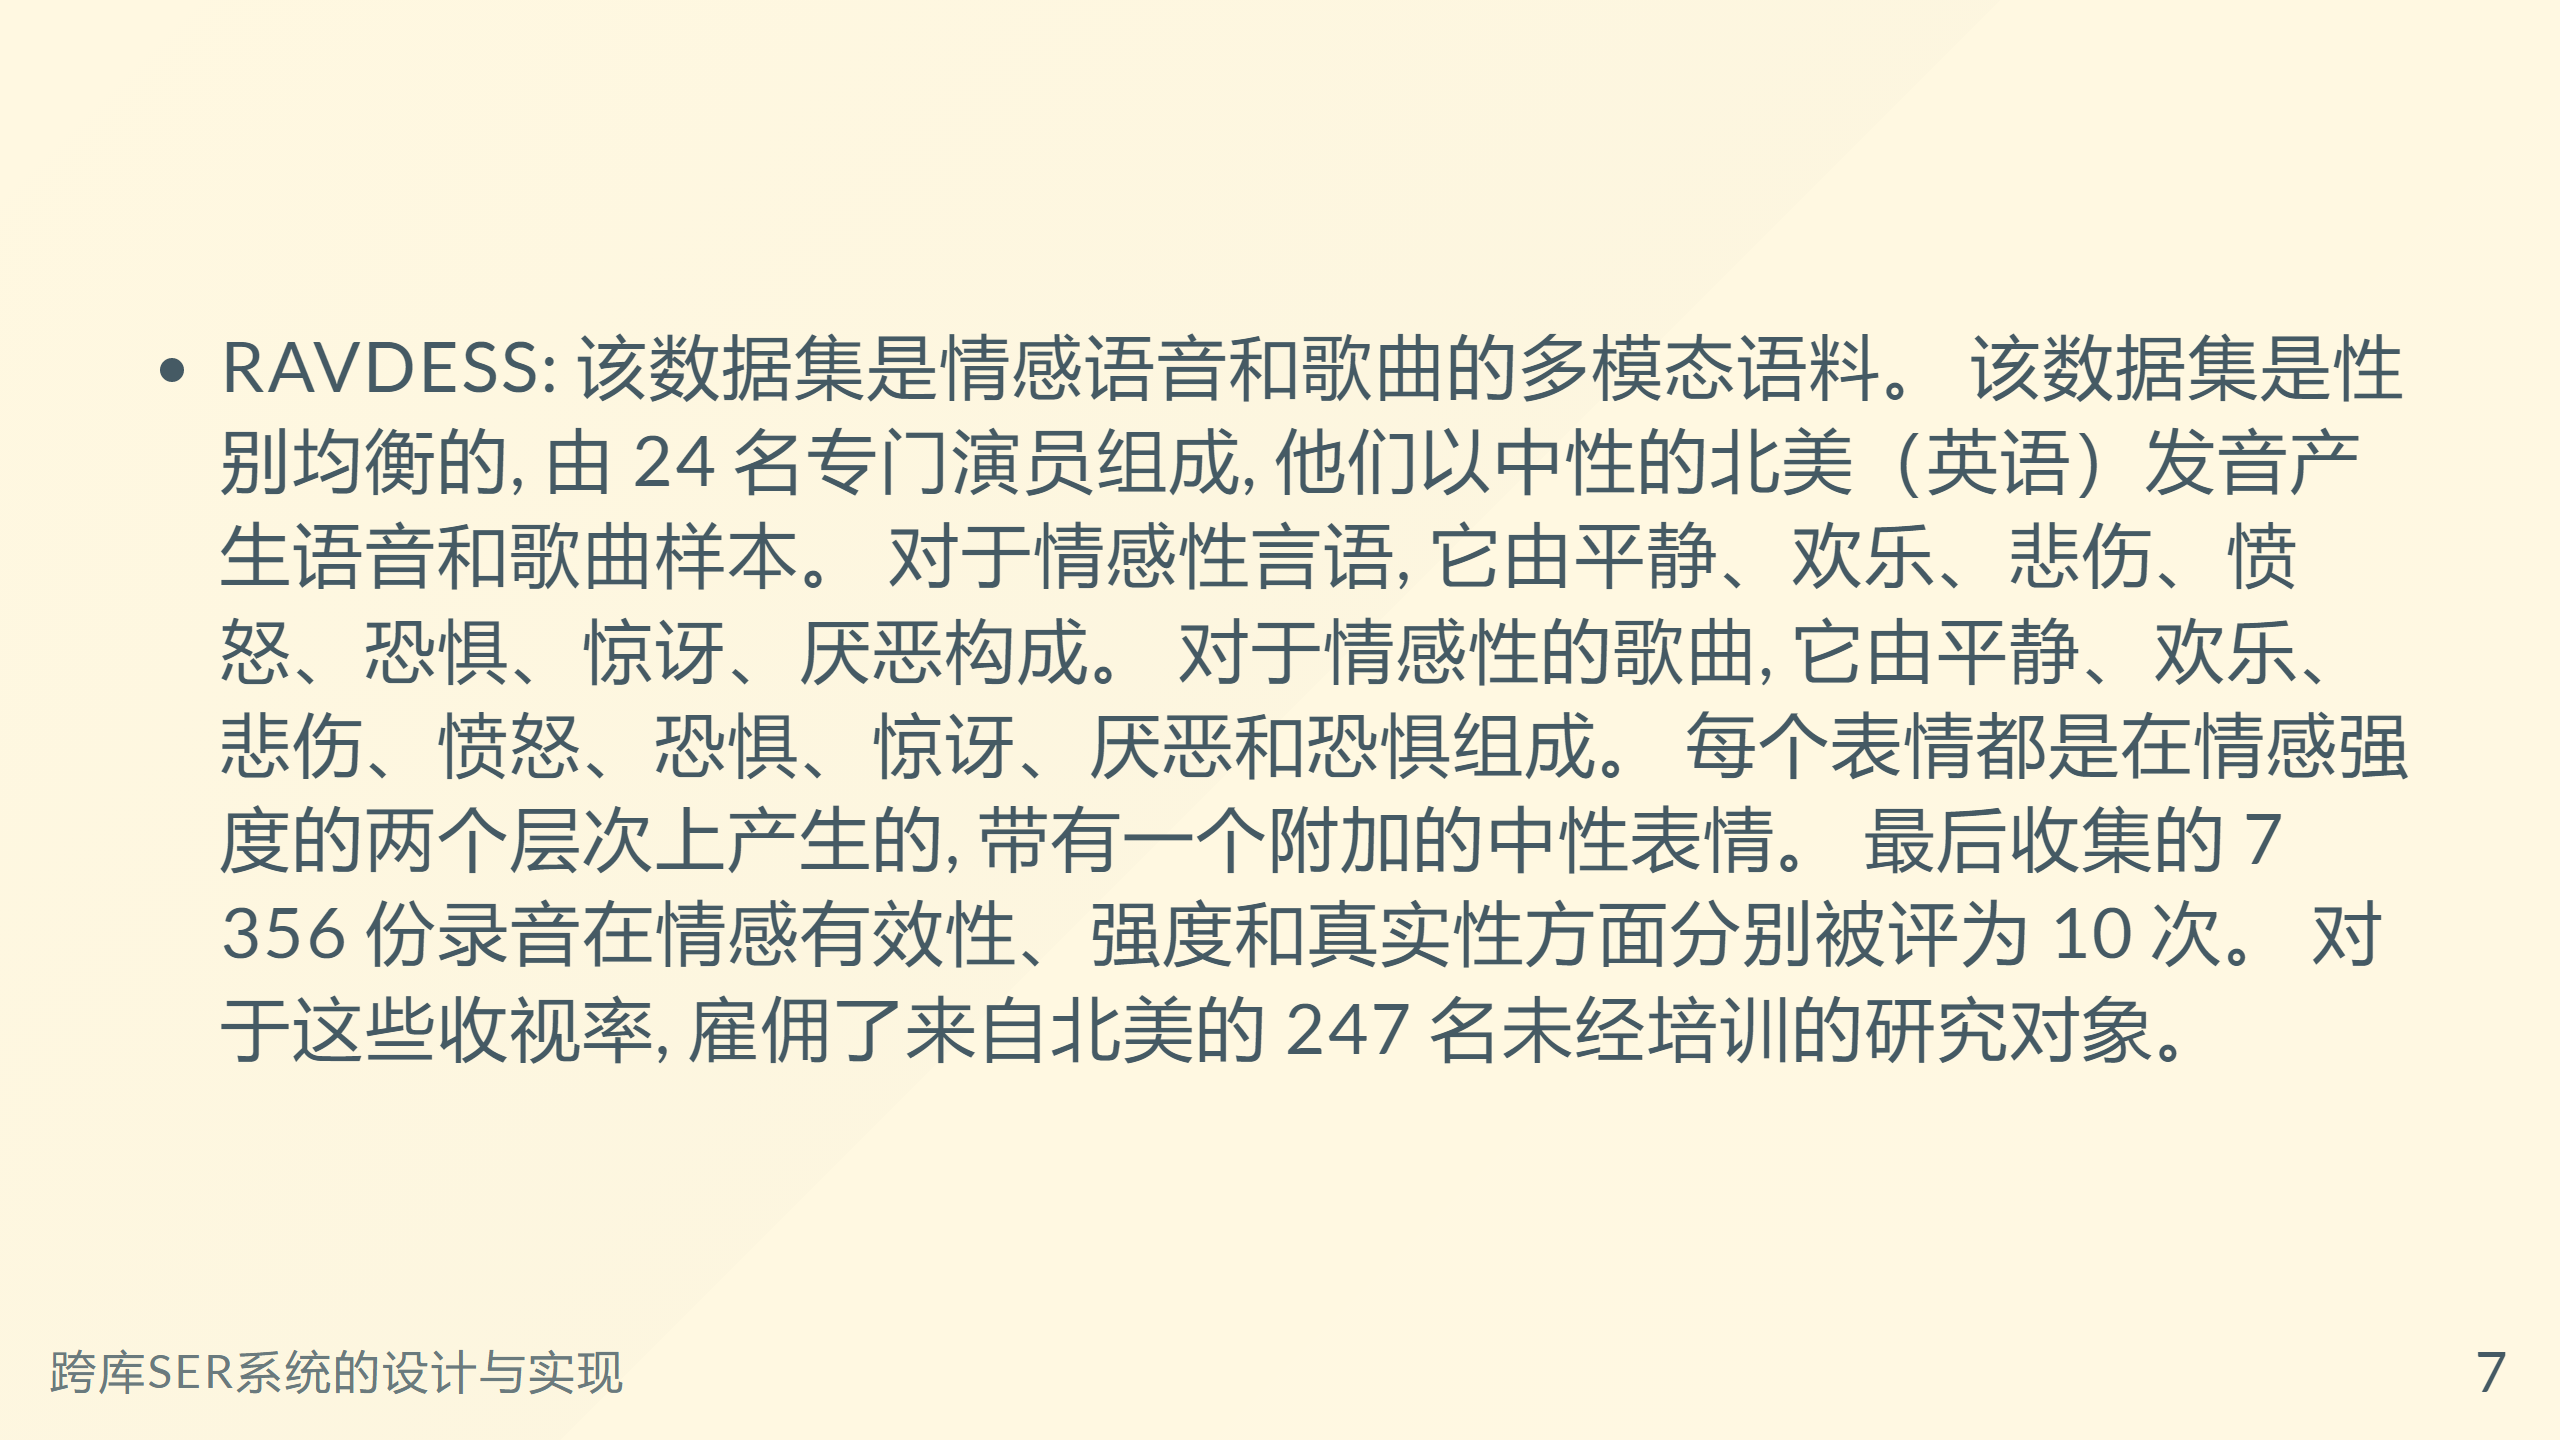 • RAVDESS: 该数据集是情感语音和歌曲的多模态语料。 该数据集是性
别均衡的, 由 24 名专门演员组成, 他们以中性的北美（英语）发音产
生语音和歌曲样本。 对于情感性言语, 它由平静、欢乐、悲伤、愤
怒、恐惧、惊讶、厌恶构成。 对于情感性的歌曲, 它由平静、欢乐、
悲伤、愤怒、恐惧、惊讶、厌恶和恐惧组成。 每个表情都是在情感强
度的两个层次上产生的, 带有一个附加的中性表情。 最后收集的 7
356 份录音在情感有效性、强度和真实性方面分别被评为 10 次。 对
于这些收视率, 雇佣了来自北美的 247 名未经培训的研究对象。
跨库SER系统的设计与实现
7